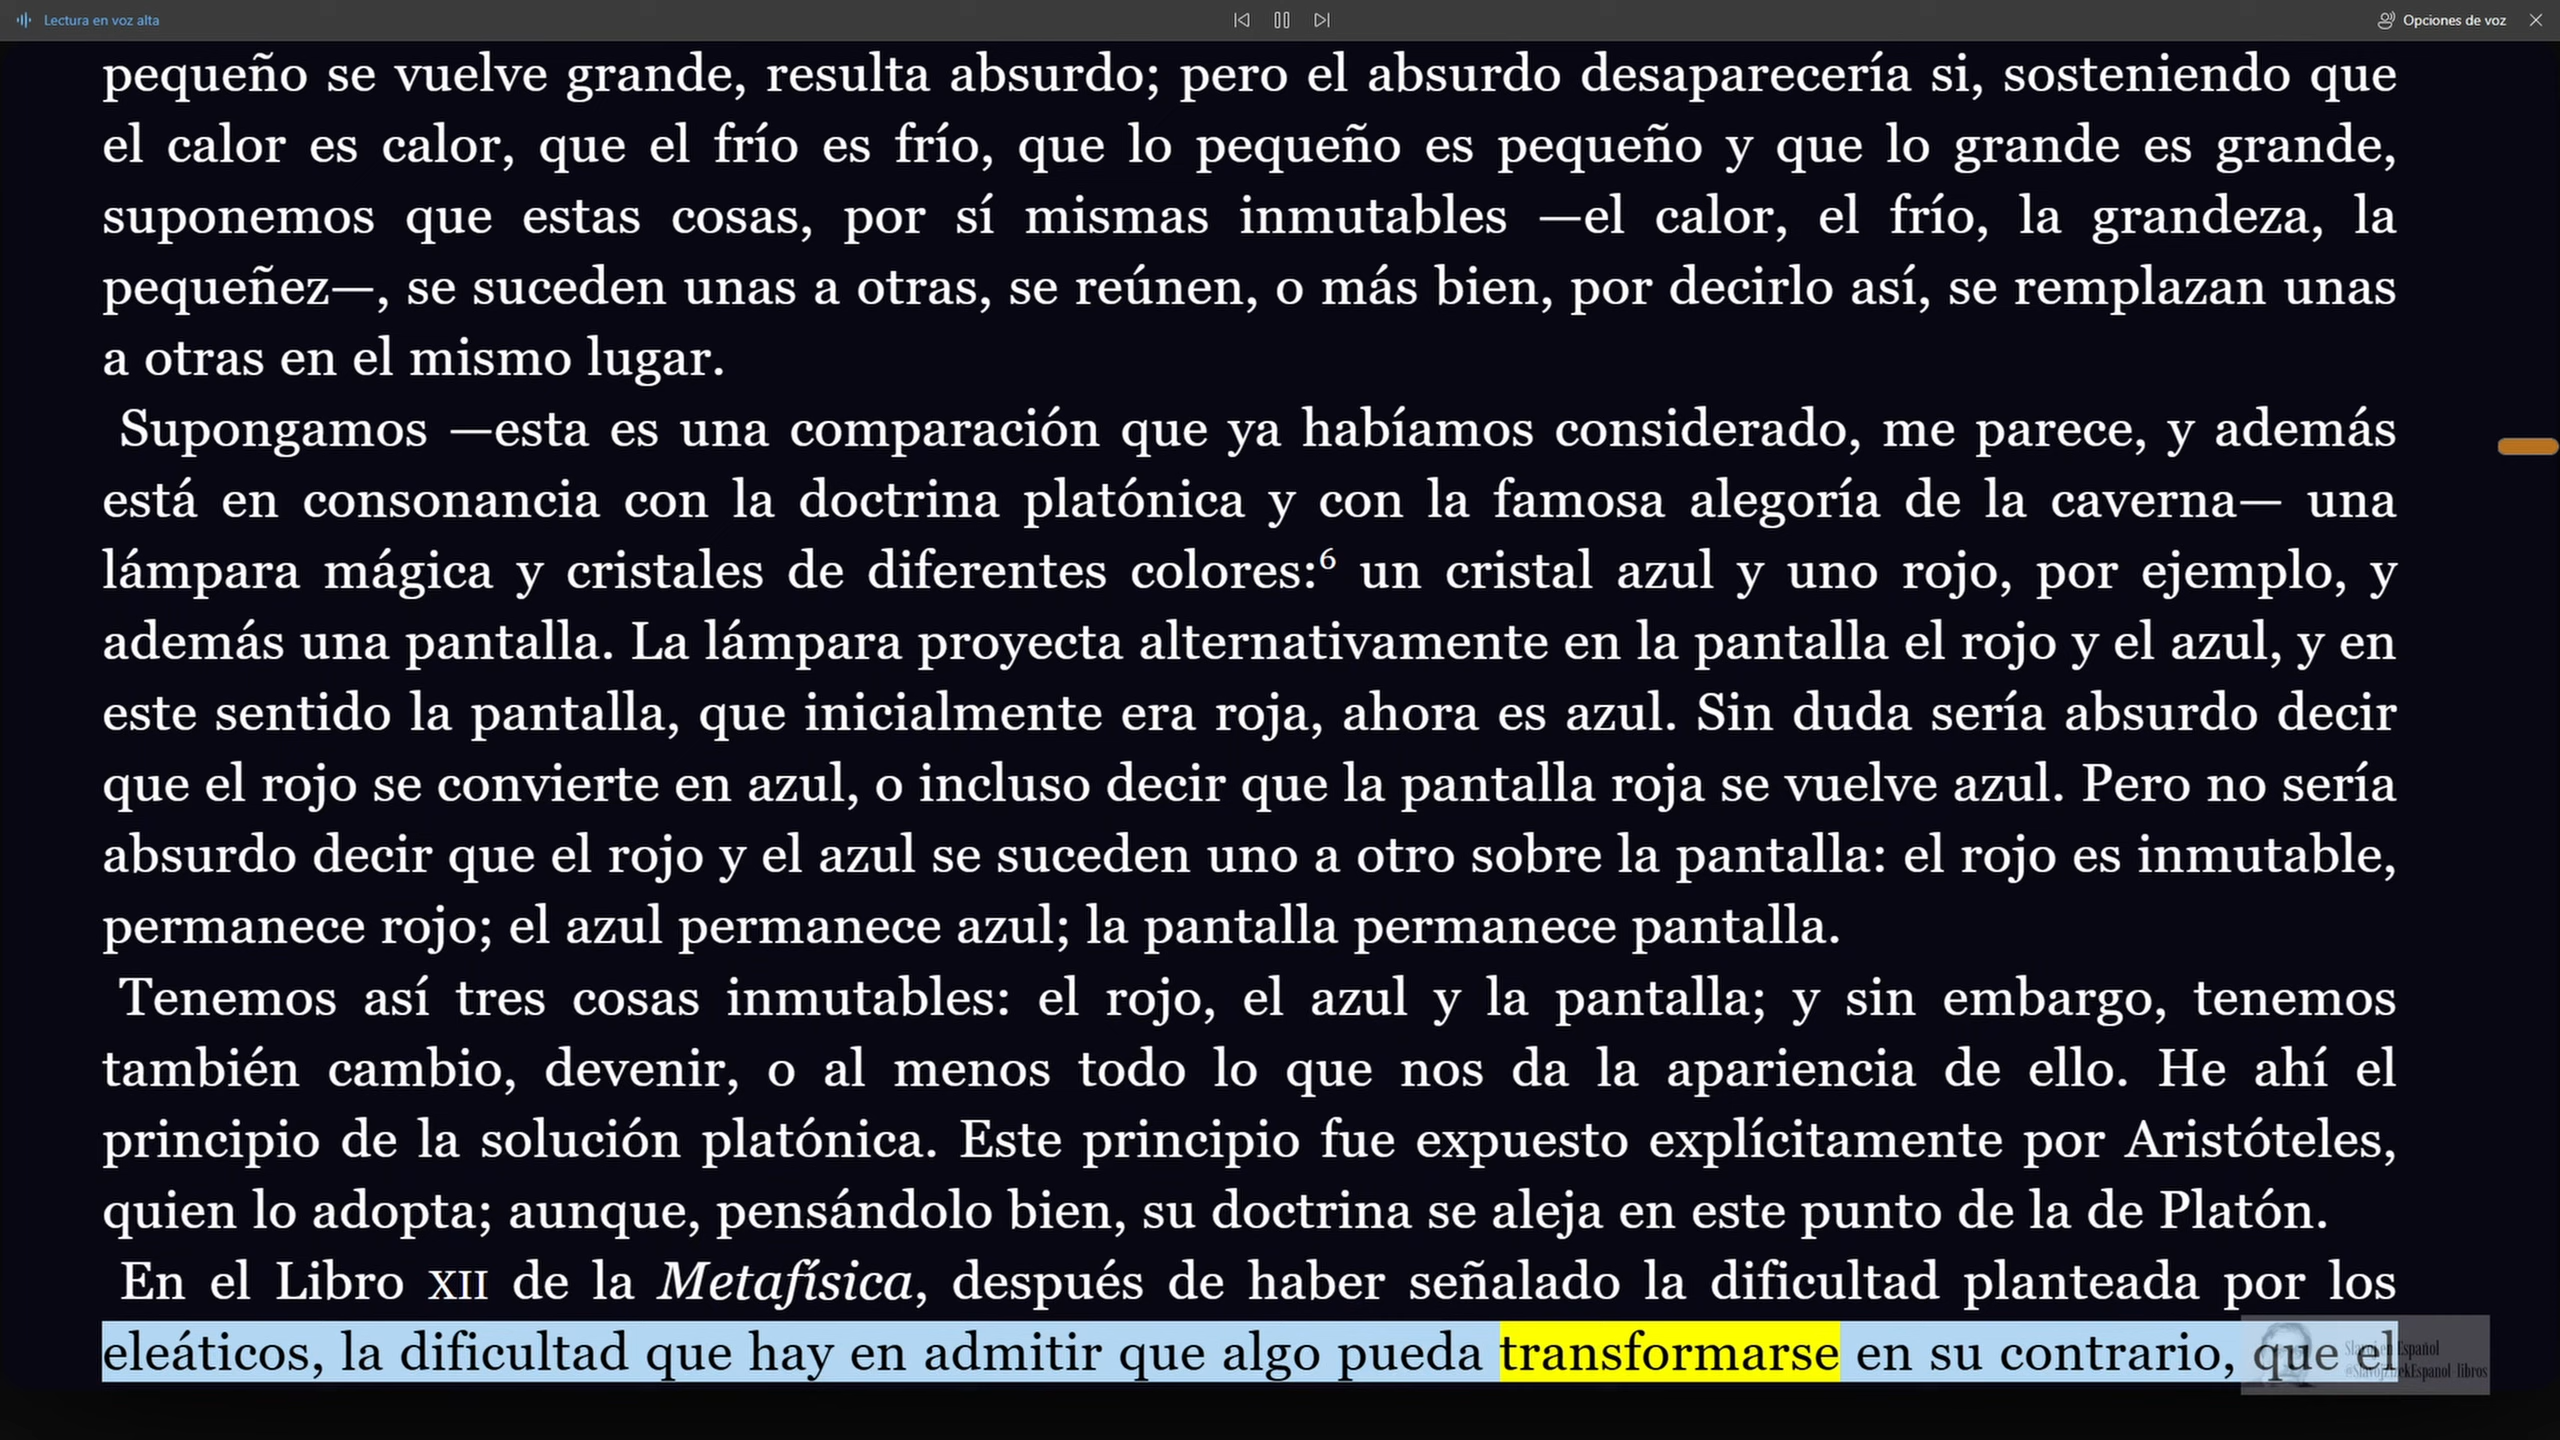 Lectura en voz alta
Opciones de voz
pequeño se vuelve grande, resulta absurdo; pero el absurdo desaparecería si, sosteniendo que
el calor es calor, que el frío es frío, que lo pequeño es pequeño y que lo grande es grande,
suponemos que estas cosas, por sí mismas inmutables —el calor, el frío, la grandeza, la
pequeñez—, se suceden unas a otras, se reúnen, o más bien, por decirlo así, se remplazan unas
a otras en el mismo lugar.
Supongamos —esta es una comparación que ya habíamos considerado, me parece, y además
está en consonancia con la doctrina platónica y con la famosa alegoría de la caverna— una
lámpara mágica y cristales de diferentes colores:⁶ un cristal azul y uno rojo, por ejemplo, y
además una pantalla. La lámpara proyecta alternativamente en la pantalla el rojo y el azul, y en
este sentido la pantalla, que inicialmente era roja, ahora es azul. Sin duda sería absurdo decir
que el rojo se convierte en azul, o incluso decir que la pantalla roja se vuelve azul. Pero no sería
absurdo decir que el rojo y el azul se suceden uno a otro sobre la pantalla: el rojo es inmutable,
permanece rojo; el azul permanece azul; la pantalla permanece pantalla.
Tenemos así tres cosas inmutables: el rojo, el azul y la pantalla; y sin embargo, tenemos
también cambio, devenir, o al menos todo lo que nos da la apariencia de ello. He ahí el
principio de la solución platónica. Este principio fue expuesto explícitamente por Aristóteles,
quien lo adopta; aunque, pensándolo bien, su doctrina se aleja en este punto de la de Platón.
En el Libro XII de la Metafísica, después de haber señalado la dificultad planteada por los
eleáticos, la dificultad que hay en admitir que algo pueda transformarse en su contrario, que el
Español